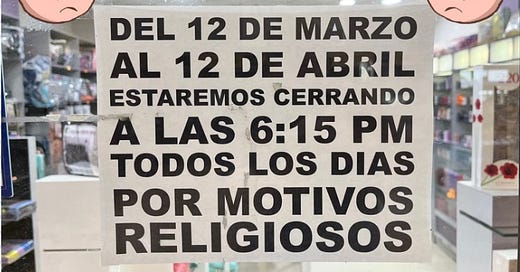 DEL 12 DE MARZO
AL 12 DE ABRIL
ESTAREMOS CERRANDO
A LAS 6:15 PM
TODOS LOS DIAS
POR MOTIVOS
RELIGIOSOS
20